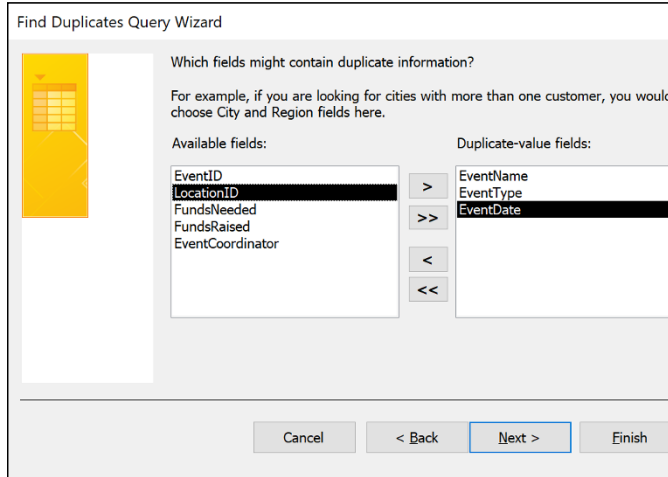 Find Duplicates Query Wizard
Which fields might contain duplicate information?
For example, if you are looking for cities with more than one customer, you would
choose City and Region fields here.
Available fields:
EventID
LocationID
FundsNeeded
FundsRaised
EventCoordinator
>
>>
<
<<
Duplicate-value fields:
EventName
EventType
EventDate
Cancel
< Back
Next >
Finish